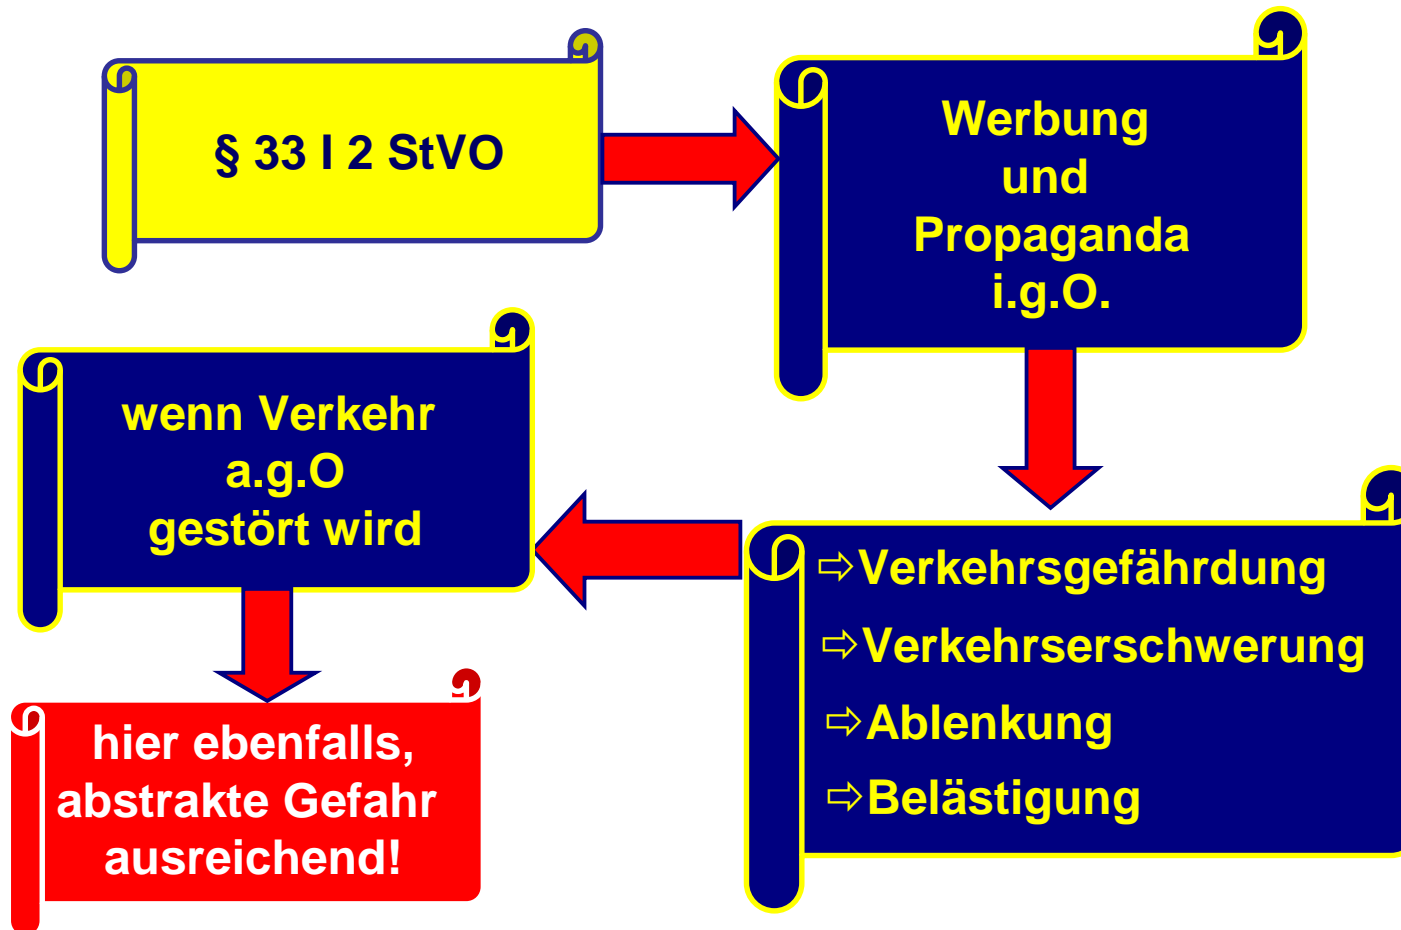 § 33 I 2 StVO
Werbung
und
Propaganda
i.g.O.
⇨Verkehrsgefährdung
⇨Verkehrserschwerung
⇨Ablenkung
⇨Belästigung
wenn Verkehr
a.g.O
gestört wird
hier ebenfalls,
abstrakte Gefahr
ausreichend!